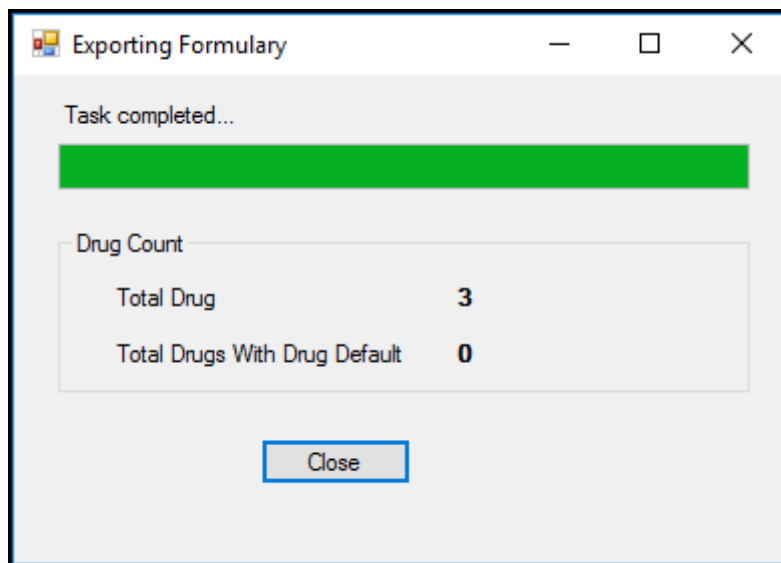 Exporting Formulary
Task completed...
Drug Count
Total Drug 3
Total Drugs With Drug Default 0
Close